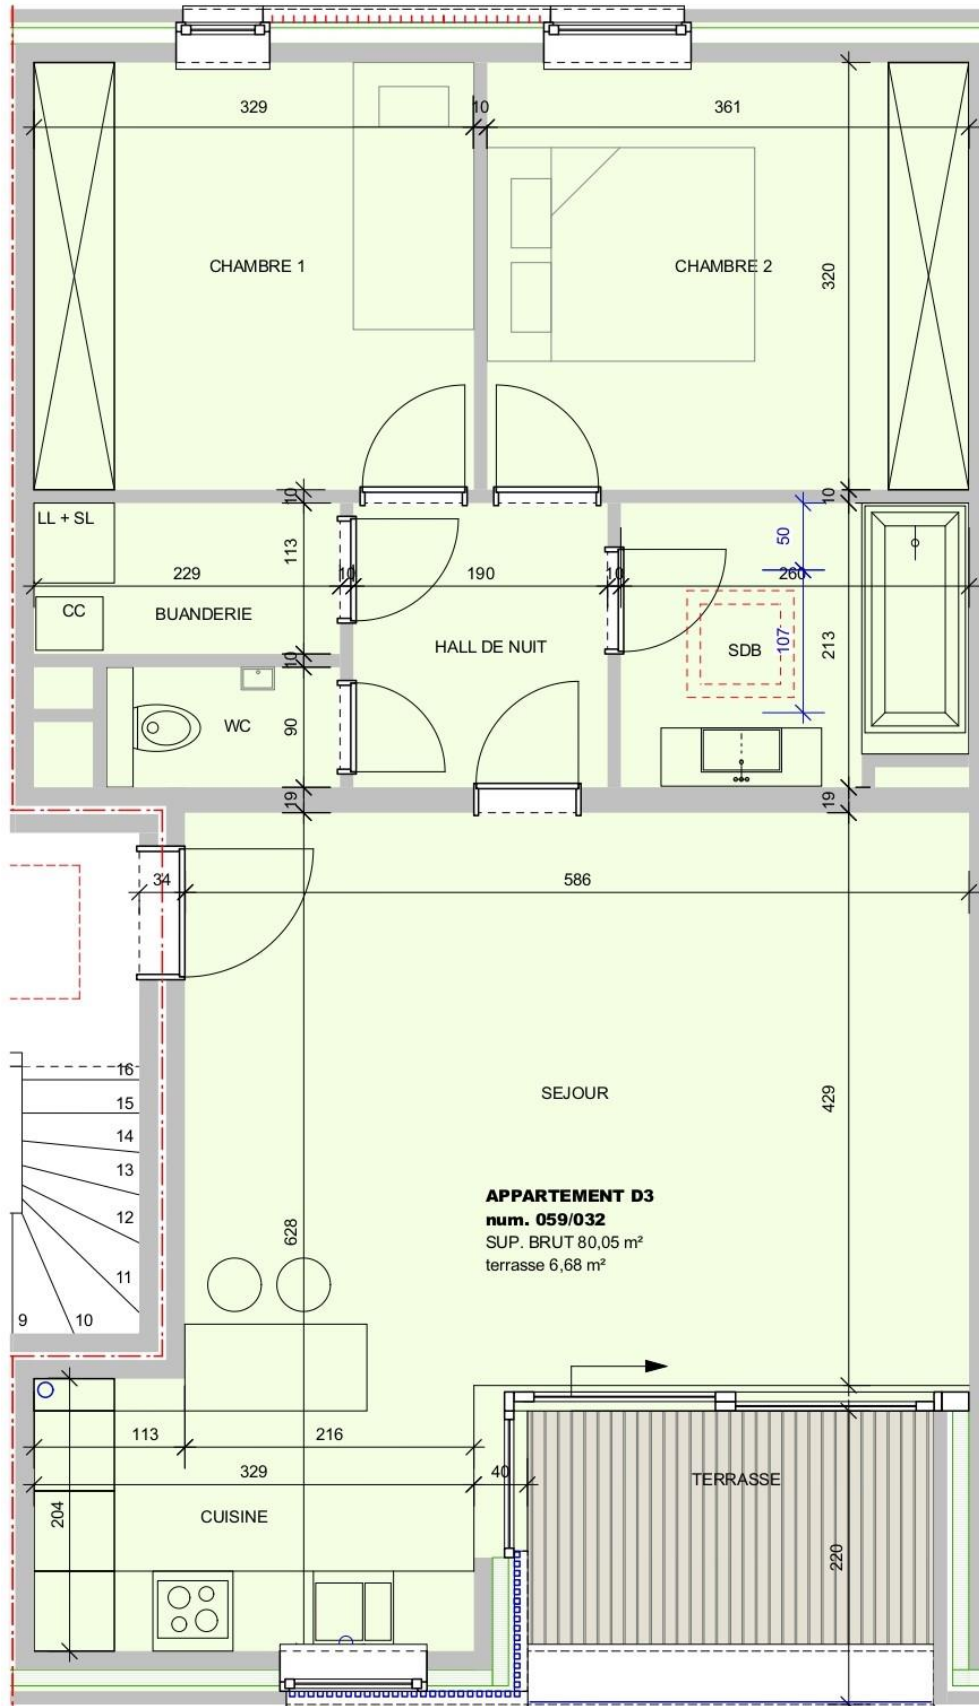 329
10
361
CHAMBRE 1
CHAMBRE 2
320
10
10
LL + SL
113
50
229
10
190
10
260
CC
BUANDERIE
HALL DE NUIT
SDB
107
213
10
WC
90
19
19
34
586
16
15
14
13
12
11
10
9
SEJOUR
429
APPARTEMENT D3
num. 059/032
SUP. BRUT 80,05 m²
terrasse 6,68 m²
628
113
216
329
40
TERRASSE
204
CUISINE
220